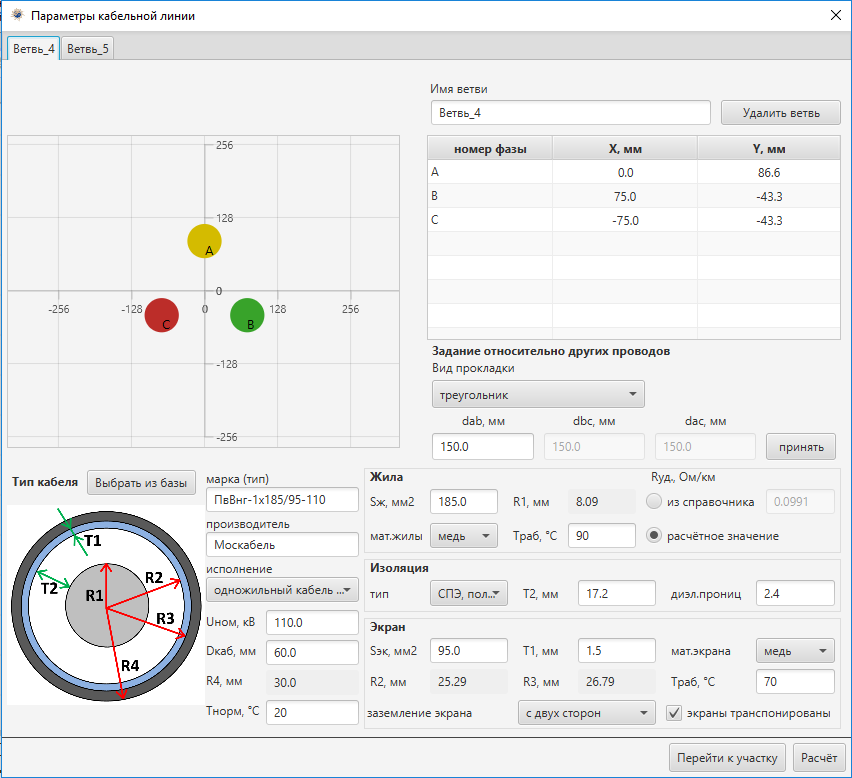 Параметры кабельной линии
Ветвь_4 Ветвь_5
Имя ветви
Ветвь_4 Удалить ветвь
номер фазы X, мм Y, мм
A 0.0 86.6
B 75.0 -43.3
C -75.0 -43.3
256
128
0
-256 -128 0 128 256
-128
-256
A
C B
Задание относительно других проводов
Вид прокладки
треугольник
dab, мм dbc, мм dac, мм
150.0 150.0 150.0 принять
Тип кабеля Выбрать из базы
T1
T2 R1 R2
R3
R4
марка (тип)
ПвВнг-1х185/95-110
производитель
Москабель
исполнение
одножильный кабель ...
Uном, кВ 110.0
Dкаб, мм 60.0
R4, мм 30.0
Tнорм, °C 20
Жила Rуд., Ом/км
Sж, мм2 185.0 R1, мм 8.09 из справочника 0.0991
мат.жилы медь Tраб, °C 90 расчётное значение
Изоляция
тип СПЭ, пол... T2, мм 17.2 диэл.прониц 2.4
Экран
Sэк, мм2 95.0 T1, мм 1.5 мат.экрана медь
R2, мм 25.29 R3, мм 26.79 Tраб, °C 70
заземление экрана с двух сторон экраны транспонированы
Перейти к участку Расчёт